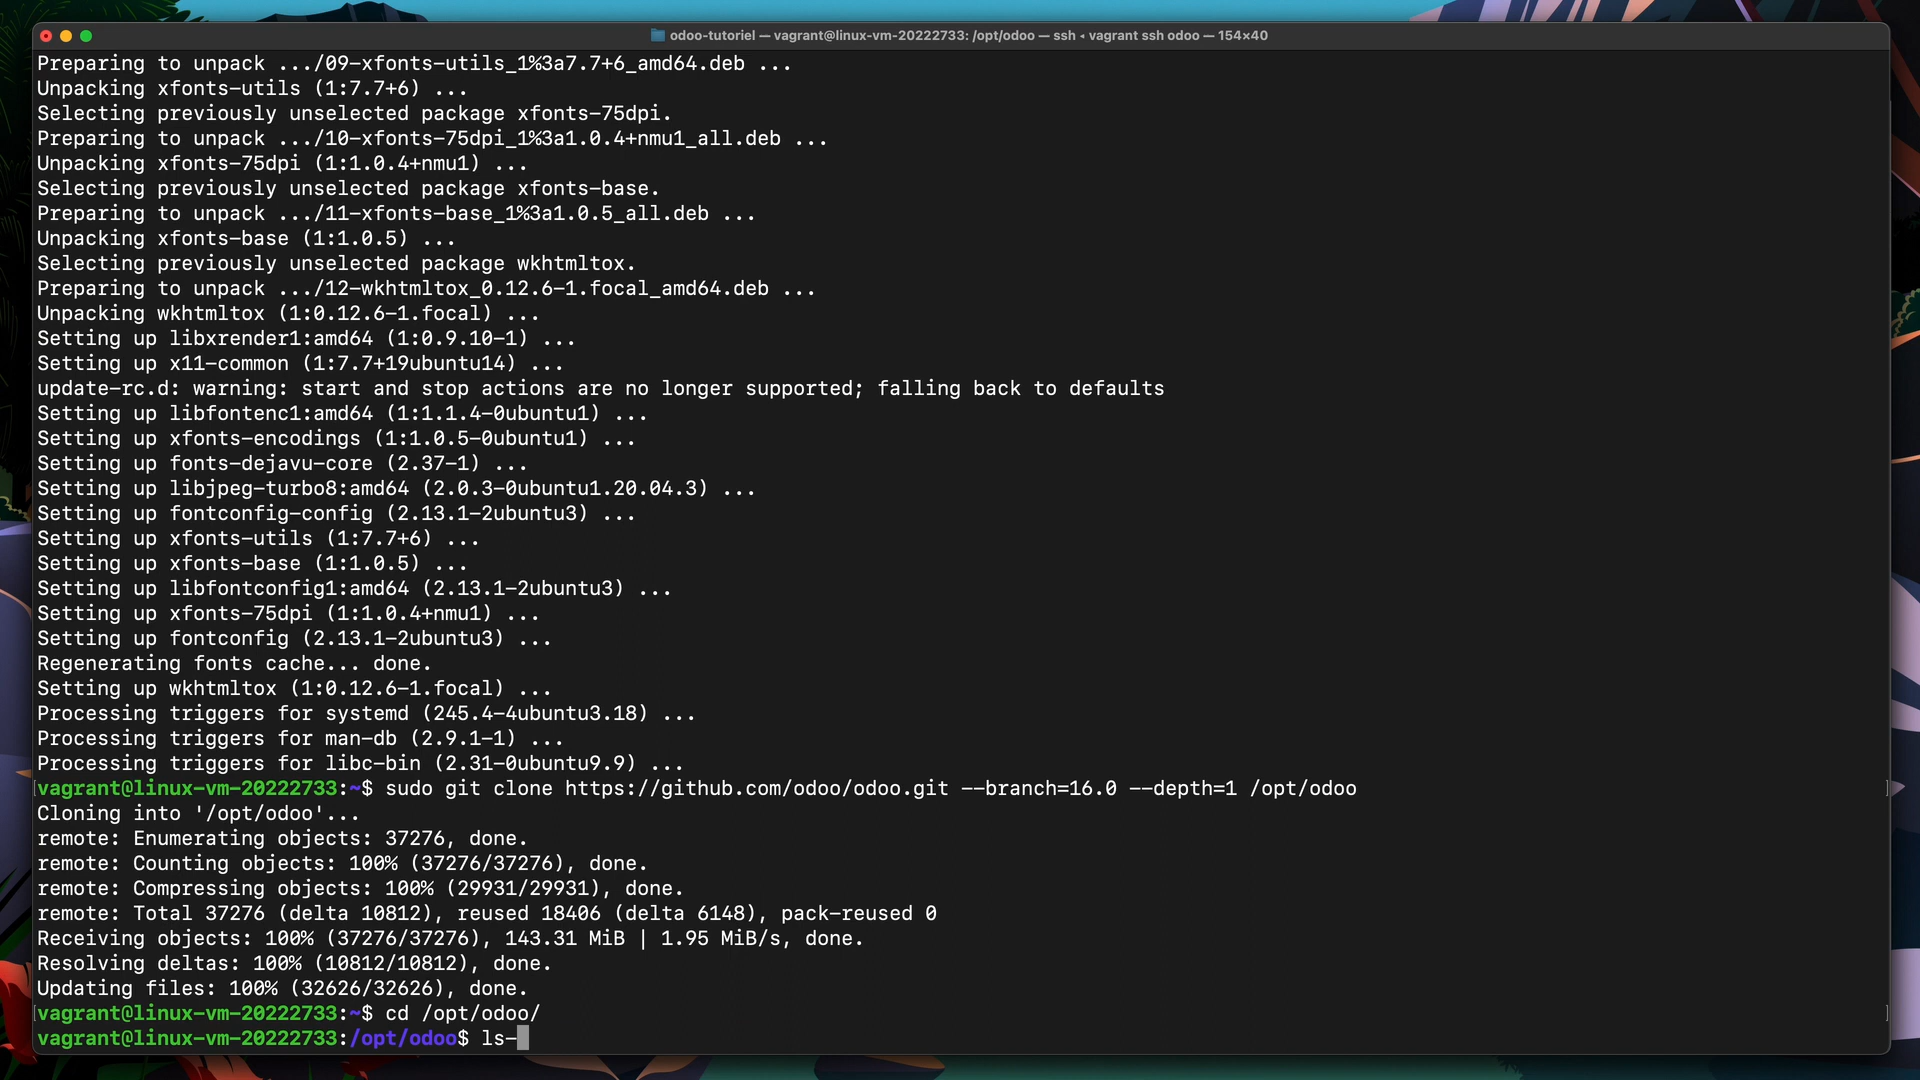 odoo-tutoriel — vagrant@linux-vm-20222733: /opt/odoo — ssh ◂ vagrant ssh odoo — 154×40
Preparing to unpack .../09-xfonts-utils_1%3a7.7+6_amd64.deb ...
Unpacking xfonts-utils (1:7.7+6) ...
Selecting previously unselected package xfonts-75dpi.
Preparing to unpack .../10-xfonts-75dpi_1%3a1.0.4+nmu1_all.deb ...
Unpacking xfonts-75dpi (1:1.0.4+nmu1) ...
Selecting previously unselected package xfonts-base.
Preparing to unpack .../11-xfonts-base_1%3a1.0.5_all.deb ...
Unpacking xfonts-base (1:1.0.5) ...
Selecting previously unselected package wkhtmltox.
Preparing to unpack .../12-wkhtmltox_0.12.6-1.focal_amd64.deb ...
Unpacking wkhtmltox (1:0.12.6-1.focal) ...
Setting up libxrender1:amd64 (1:0.9.10-1) ...
Setting up x11-common (1:7.7+19ubuntu14) ...
update-rc.d: warning: start and stop actions are no longer supported; falling back to defaults
Setting up libfontenc1:amd64 (1:1.1.4-0ubuntu1) ...
Setting up xfonts-encodings (1:1.0.5-0ubuntu1) ...
Setting up fonts-dejavu-core (2.37-1) ...
Setting up libjpeg-turbo8:amd64 (2.0.3-0ubuntu1.20.04.3) ...
Setting up fontconfig-config (2.13.1-2ubuntu3) ...
Setting up xfonts-utils (1:7.7+6) ...
Setting up xfonts-base (1:1.0.5) ...
Setting up libfontconfig1:amd64 (2.13.1-2ubuntu3) ...
Setting up xfonts-75dpi (1:1.0.4+nmu1) ...
Setting up fontconfig (2.13.1-2ubuntu3) ...
Regenerating fonts cache... done.
Setting up wkhtmltox (1:0.12.6-1.focal) ...
Processing triggers for systemd (245.4-4ubuntu3.18) ...
Processing triggers for man-db (2.9.1-1) ...
Processing triggers for libc-bin (2.31-0ubuntu9.9) ...
[vagrant@linux-vm-20222733:~$ sudo git clone https://github.com/odoo/odoo.git --branch=16.0 --depth=1 /opt/odoo ]
Cloning into '/opt/odoo'...
remote: Enumerating objects: 37276, done.
remote: Counting objects: 100% (37276/37276), done.
remote: Compressing objects: 100% (29931/29931), done.
remote: Total 37276 (delta 10812), reused 18406 (delta 6148), pack-reused 0
Receiving objects: 100% (37276/37276), 143.31 MiB | 1.95 MiB/s, done.
Resolving deltas: 100% (10812/10812), done.
Updating files: 100% (32626/32626), done.
[vagrant@linux-vm-20222733:~$ cd /opt/odoo/ ]
vagrant@linux-vm-20222733:/opt/odoo$ ls-